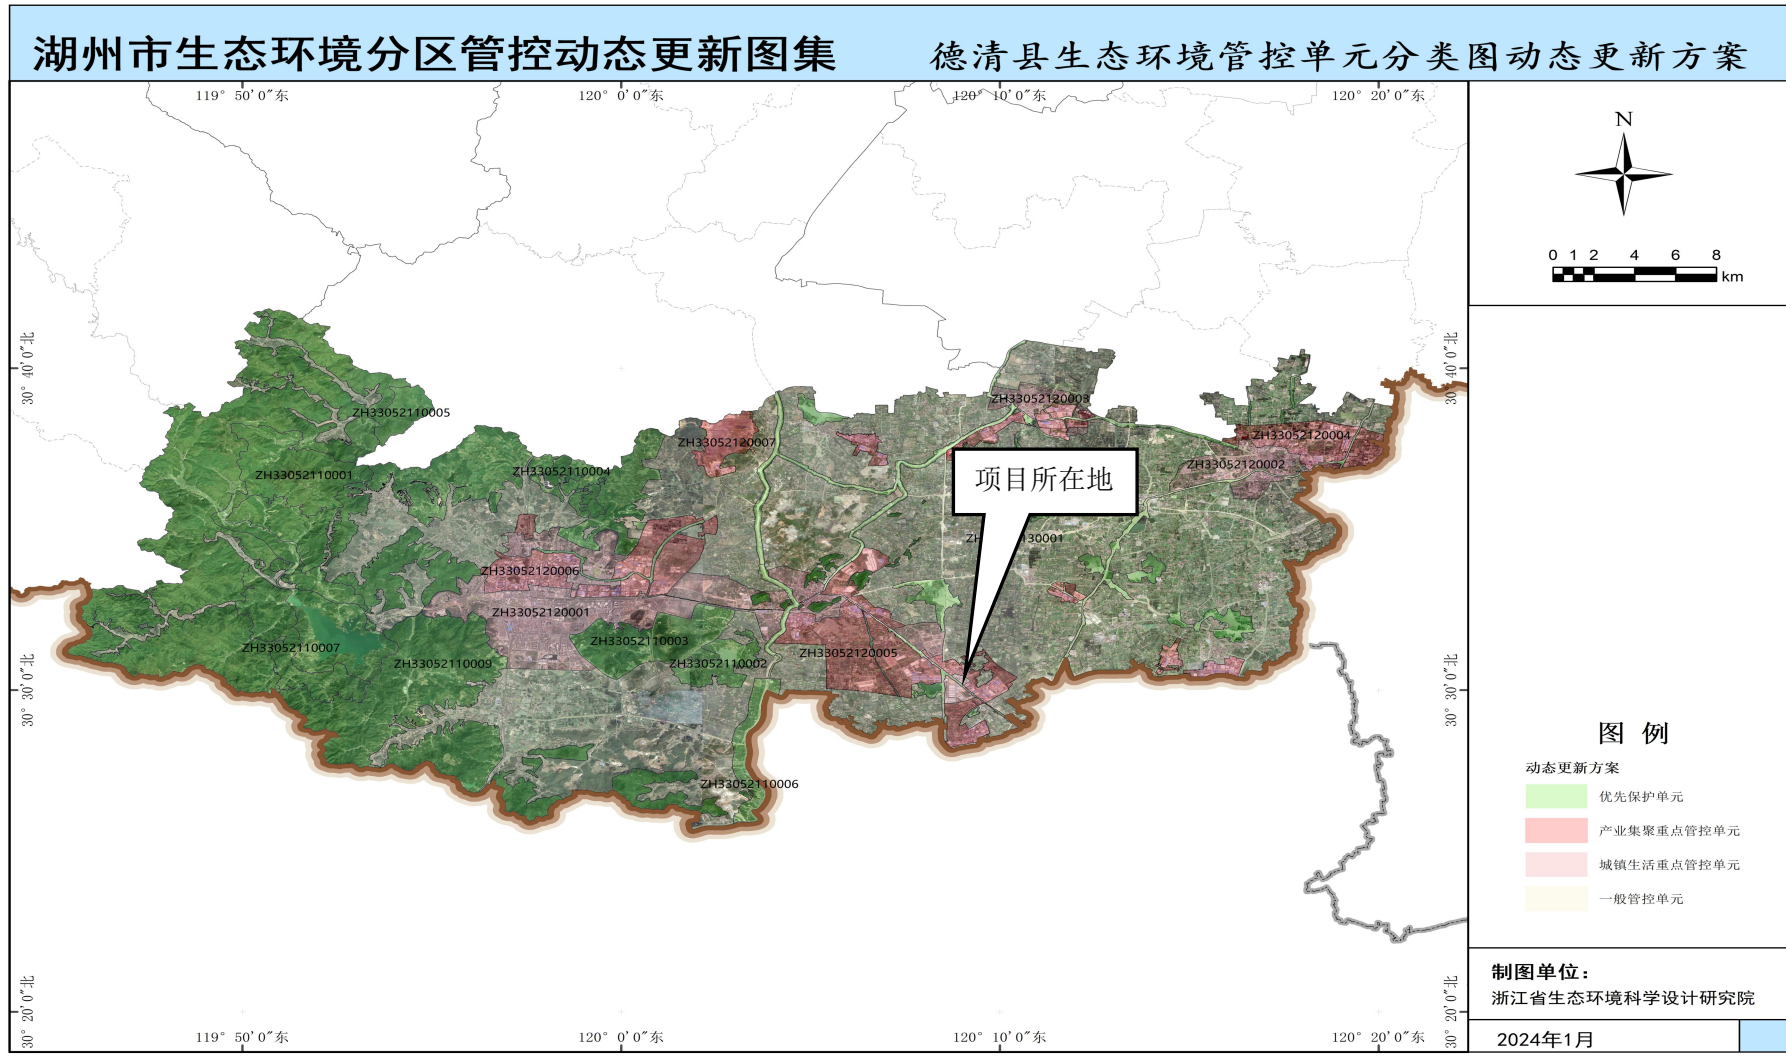 湖州市生态环境分区管控动态更新图集
德清县生态环境管控单元分类图动态更新方案
119° 50'0"东
120° 0'0"东
120° 10'0"东
120° 20'0"东
N
0 1 2 4 6 8
km
30° 40'0"北
30° 40'0"北
ZH33052110005
ZH33052120003
ZH33052120007
ZH33052120004
ZH33052110001
ZH33052110004
ZH33052120002
项目所在地
ZH
130001
ZH33052120006
ZH33052120001
ZH33052110003
ZH33052110007
ZH33052110009
ZH33052110002
ZH33052120005
30° 30'0"北
30° 30'0"北
ZH33052110006
图 例
动态更新方案
优先保护单元
产业集聚重点管控单元
城镇生活重点管控单元
一般管控单元
制图单位：
浙江省生态环境科学设计研究院
2024年1月
30° 20'0"北
30° 20'0"北
119° 50'0"东
120° 0'0"东
120° 10'0"东
120° 20'0"东